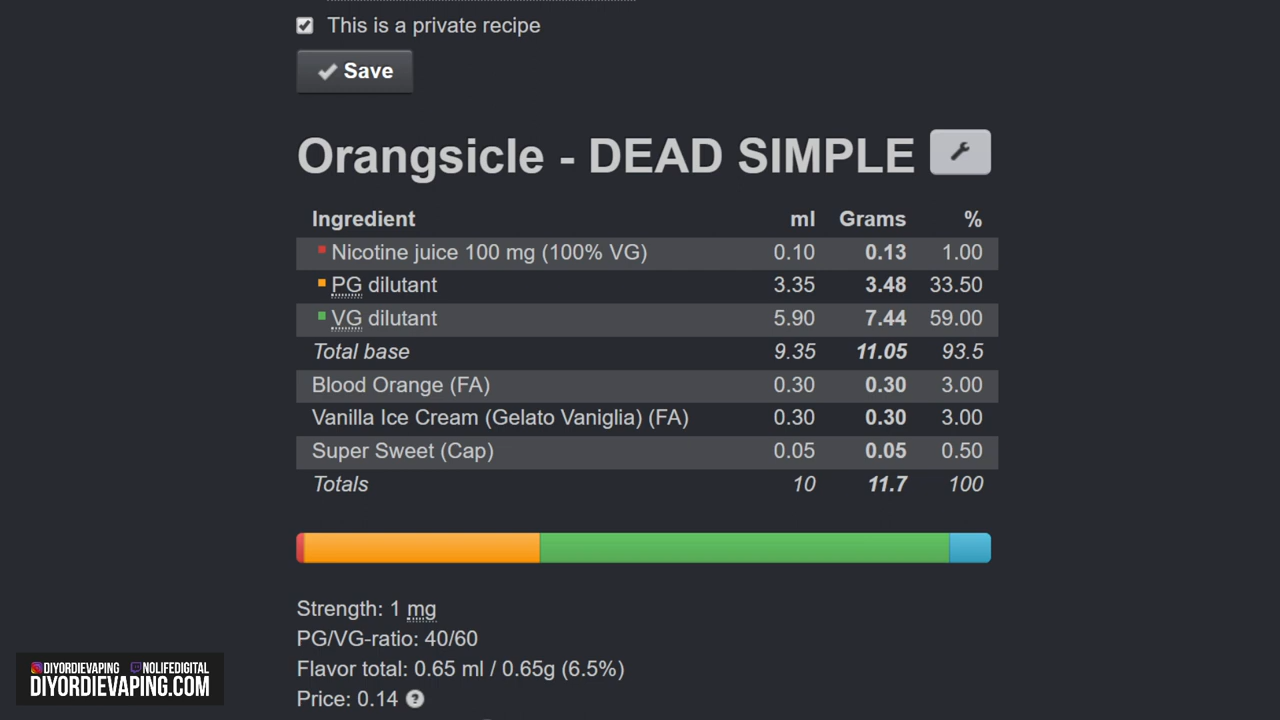 This is a private recipe
Save
Orangsicle - DEAD SIMPLE
Ingredient ml Grams %
Nicotine juice 100 mg (100% VG) 0.10 0.13 1.00
PG dilutant 3.35 3.48 33.50
VG dilutant 5.90 7.44 59.00
Total base 9.35 11.05 93.5
Blood Orange (FA) 0.30 0.30 3.00
Vanilla Ice Cream (Gelato Vaniglia) (FA) 0.30 0.30 3.00
Super Sweet (Cap) 0.05 0.05 0.50
Totals 10 11.7 100
Strength: 1 mg
PG/VG-ratio: 40/60
Flavor total: 0.65 ml / 0.65g (6.5%)
Price: 0.14 ?
DIYORDIEVAPING NOLIFEDIGITAL
DIYORDIEVAPING.COM